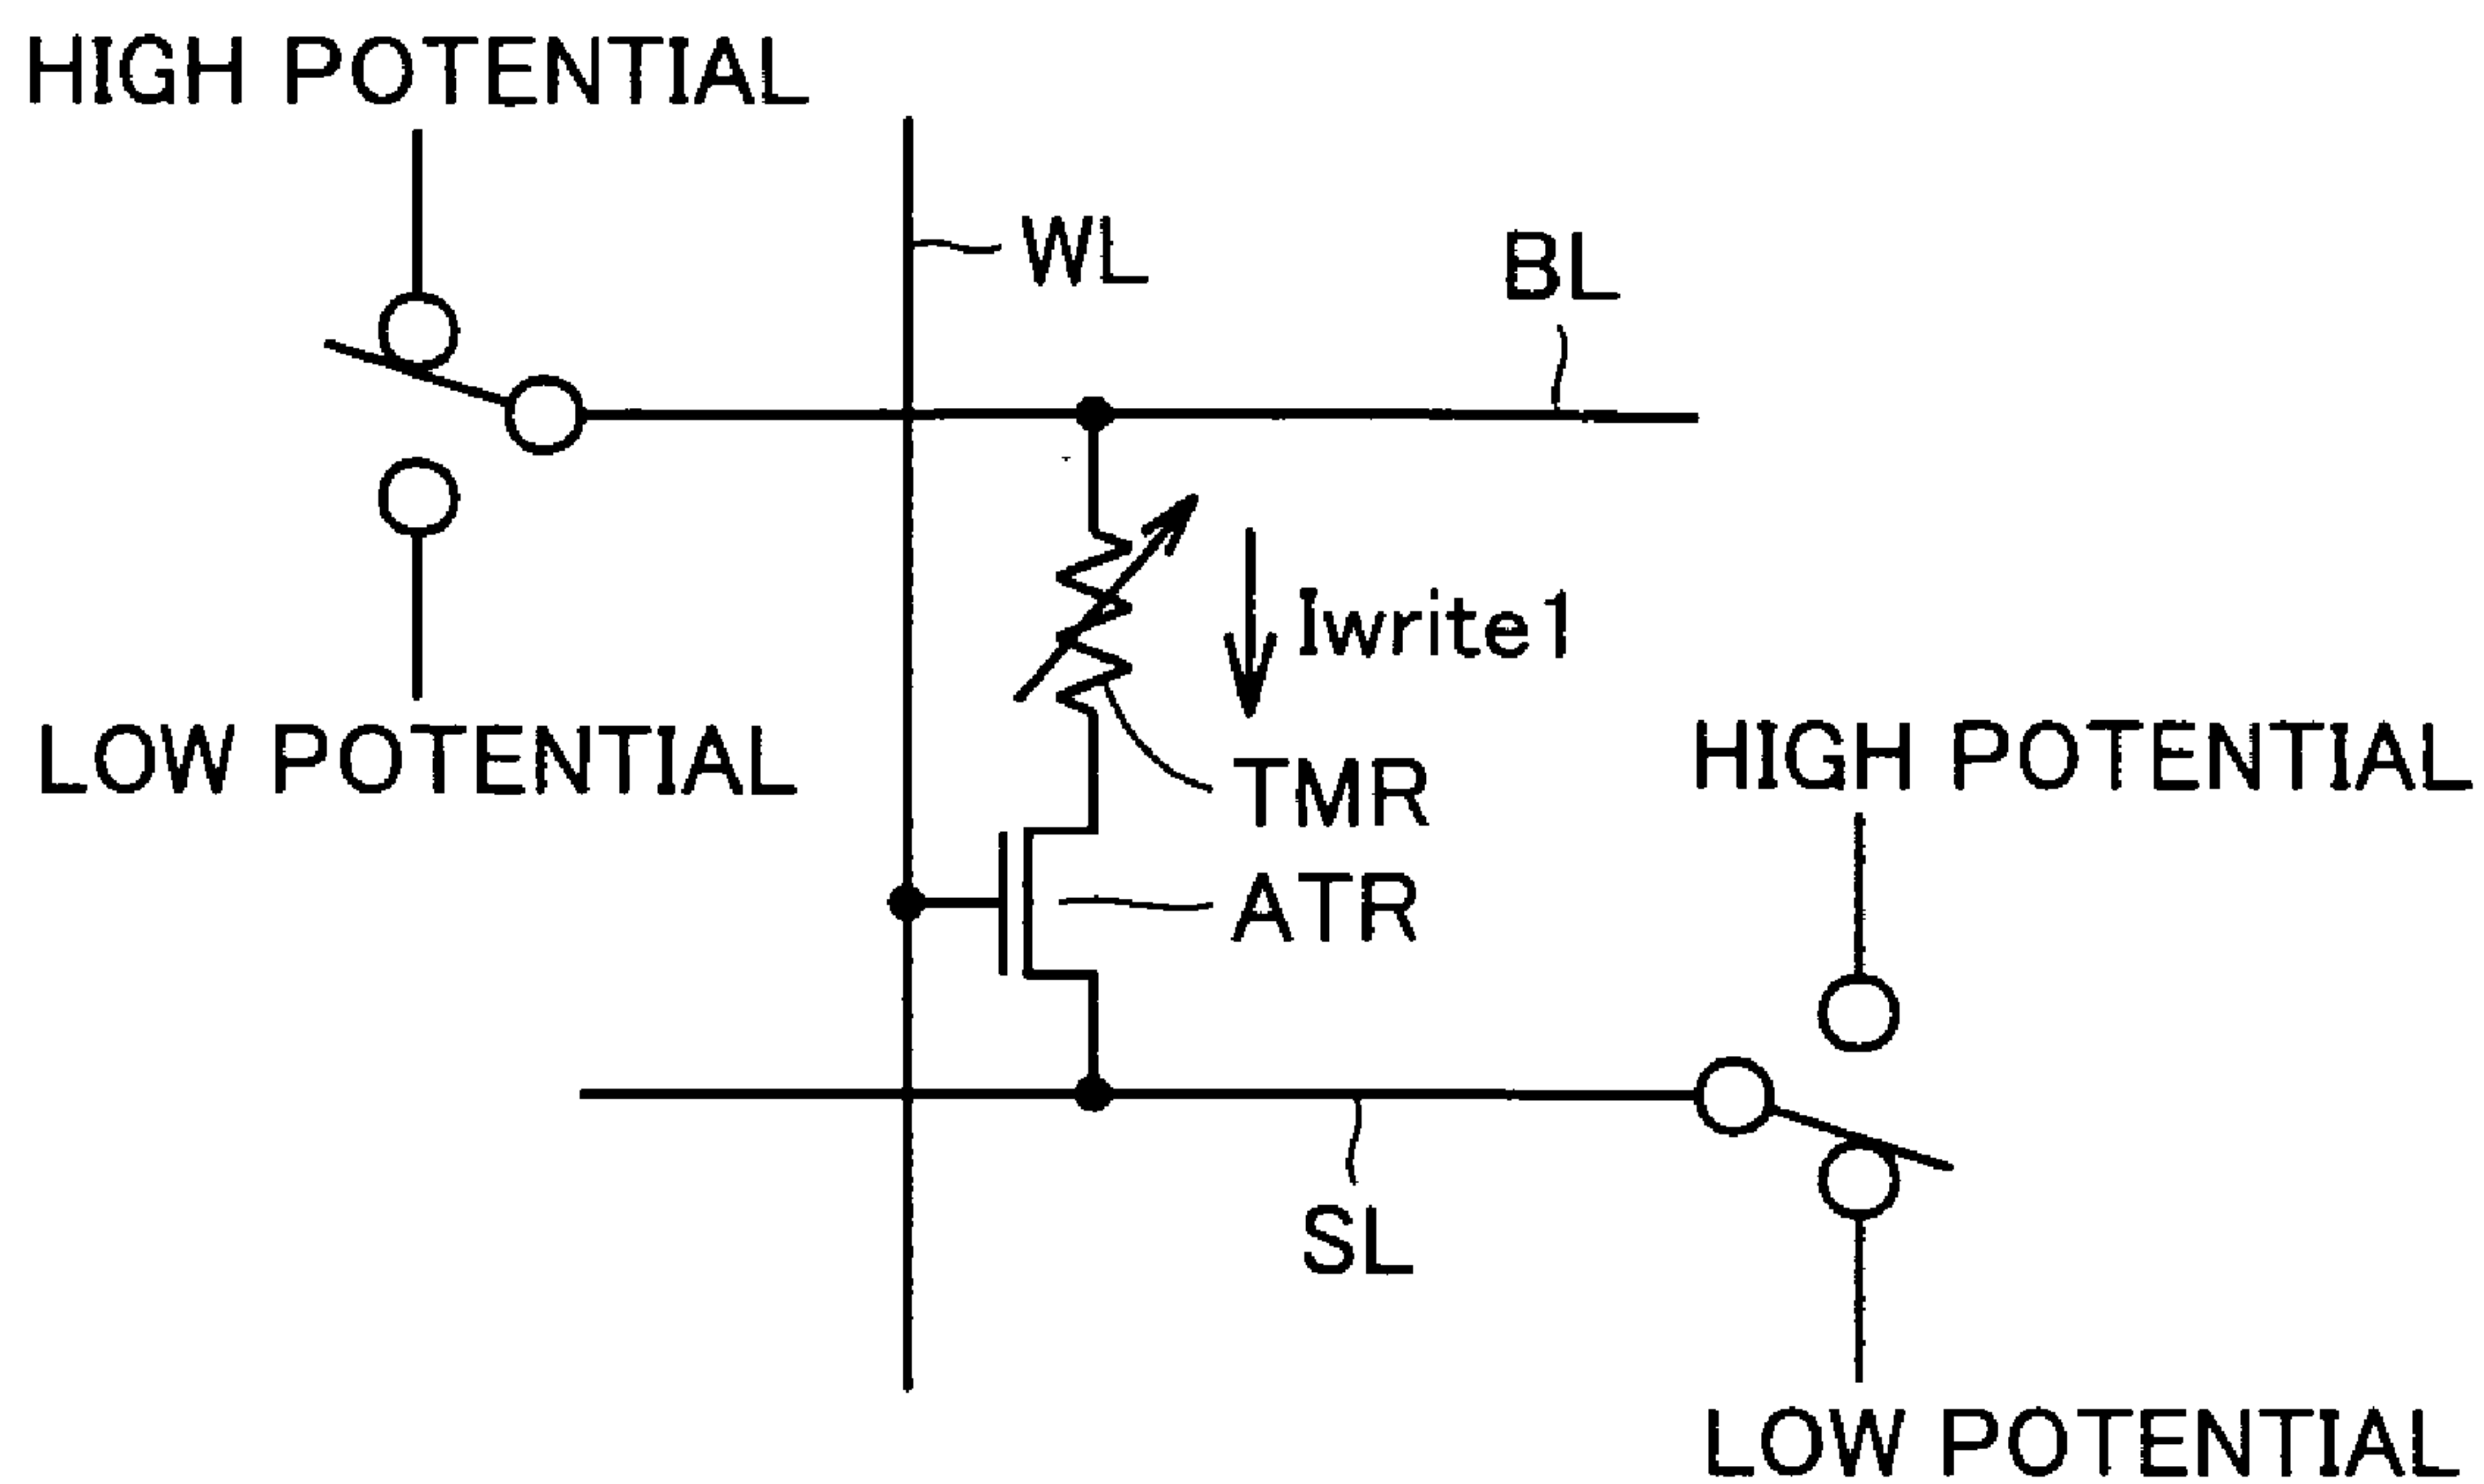 HIGH POTENTIAL
WL
BL
Iwrite1
LOW POTENTIAL
HIGH POTENTIAL
TMR
ATR
SL
LOW POTENTIAL